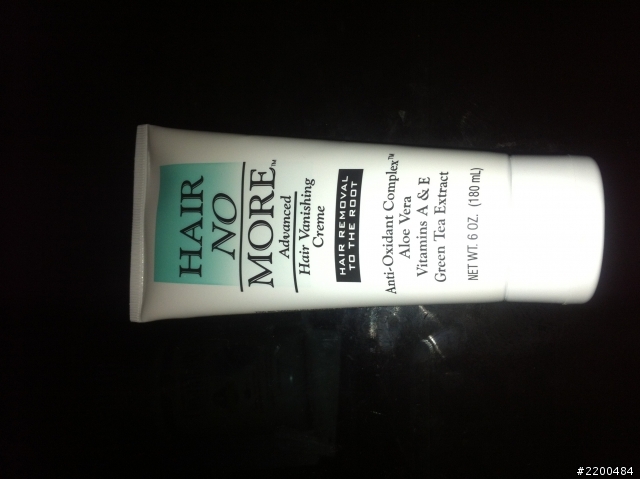 HAIR
NO
MORE™
Advanced
Hair Vanishing
Creme
HAIR REMOVAL
TO THE ROOT
Anti-Oxidant Complex™
Aloe Vera
Vitamins A & E
Green Tea Extract
NET WT. 6 OZ. (180 mL)
#2200484